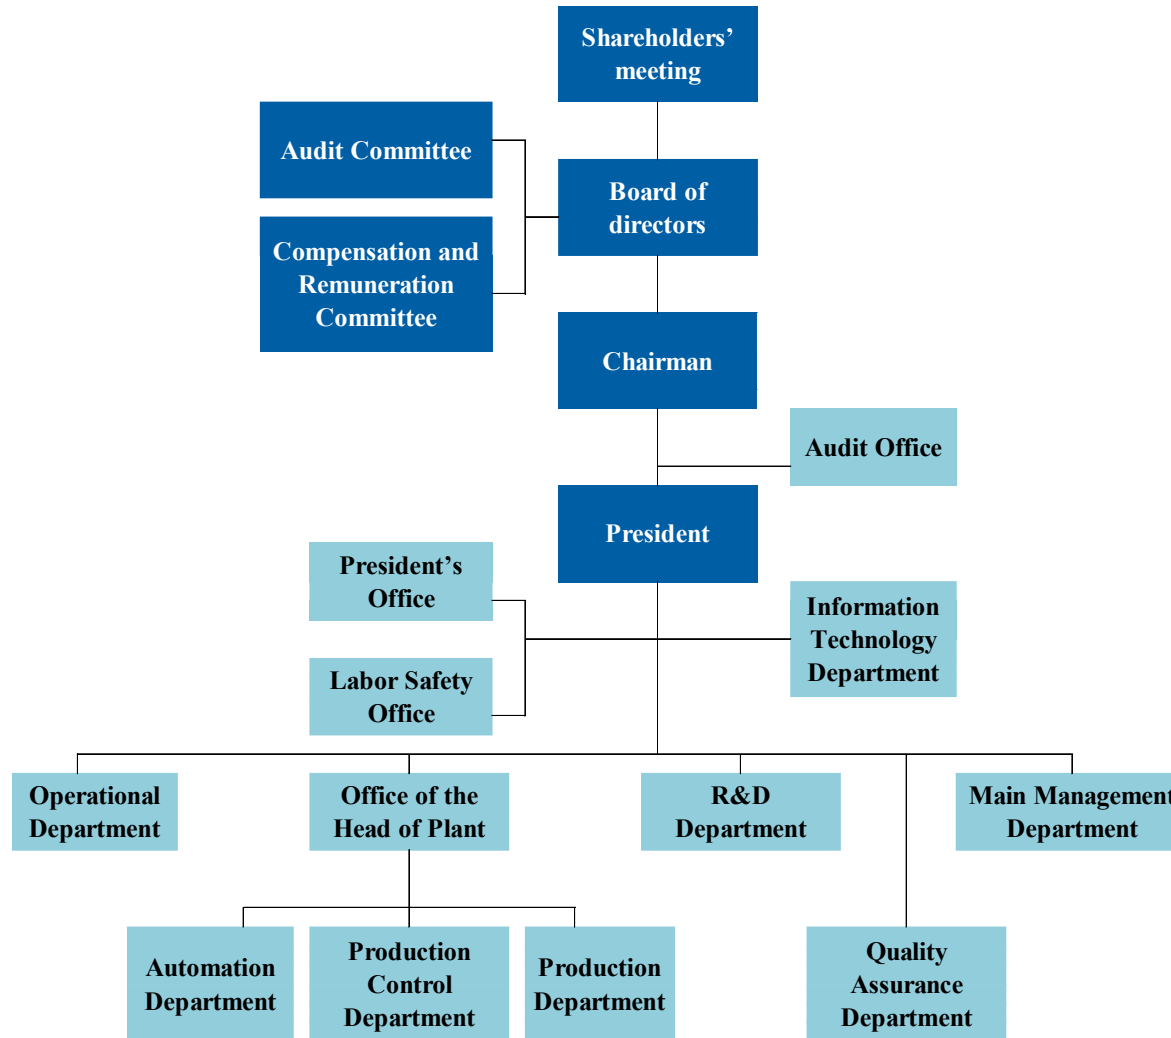 Shareholders’
meeting
Audit Committee
Board of
directors
Compensation and
Remuneration
Committee
Chairman
Audit Office
President
President’s
Office
Information
Technology
Department
Labor Safety
Office
Operational
Department
Office of the
Head of Plant
R&D
Department
Main Management
Department
Automation
Department
Production
Control
Department
Production
Department
Quality
Assurance
Department